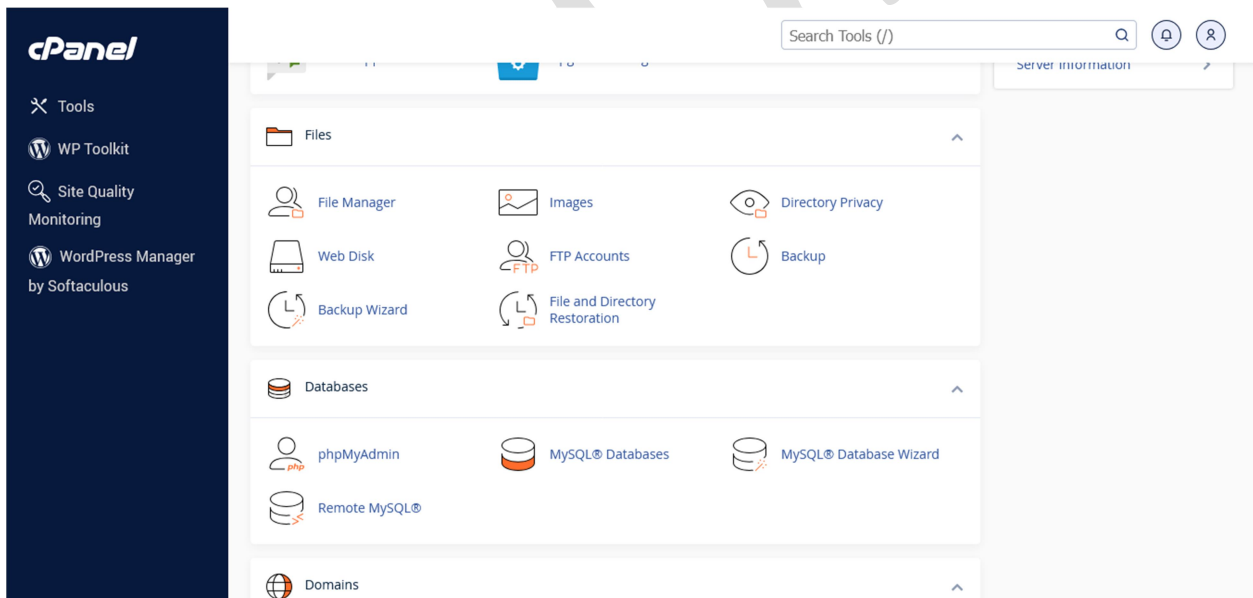 cPanel
Search Tools (/)
Tools
WP Toolkit
Site Quality
Monitoring
WordPress Manager
by Softaculous
Server Information
Files
File Manager
Images
Directory Privacy
Web Disk
FTP
FTP Accounts
Backup
Backup Wizard
File and Directory
Restoration
Databases
php
phpMyAdmin
MySQL® Databases
MySQL® Database Wizard
Remote MySQL®
Domains